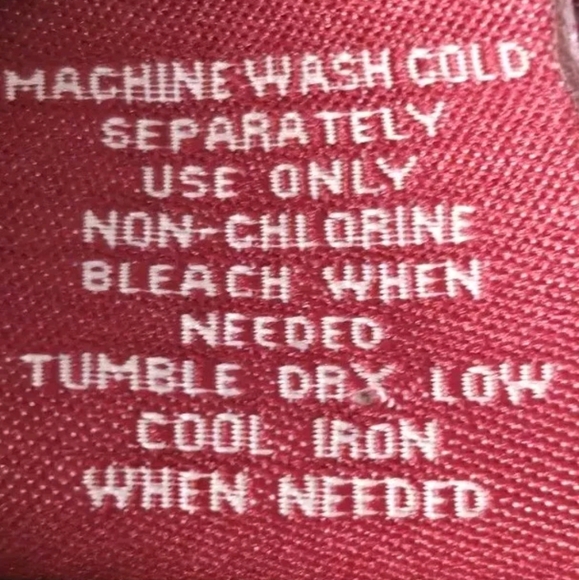 MACHINE WASH COLD
SEPARATELY
USE ONLY
NON-CHLORINE
BLEACH WHEN
NEEDED
TUMBLE DRY LOW
COOL IRON
WHEN NEEDED